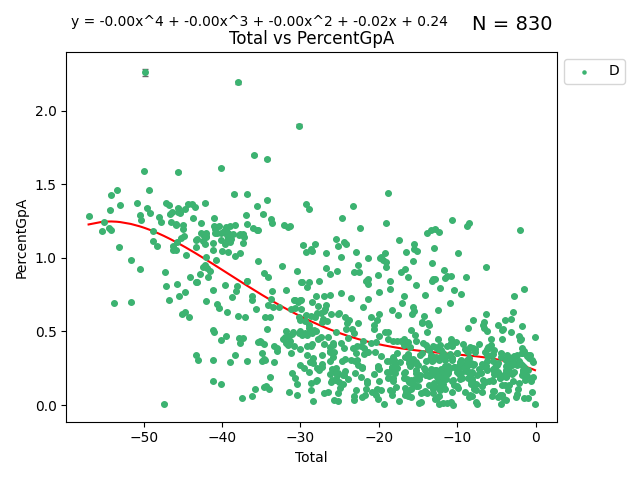 y = -0.00x^4 + -0.00x^3 + -0.00x^2 + -0.02x + 0.24 N = 830
Total vs PercentGpA
D
2.0
1.5
1.0
0.5
0.0
PercentGpA
−50 −40 −30 −20 −10 0
Total